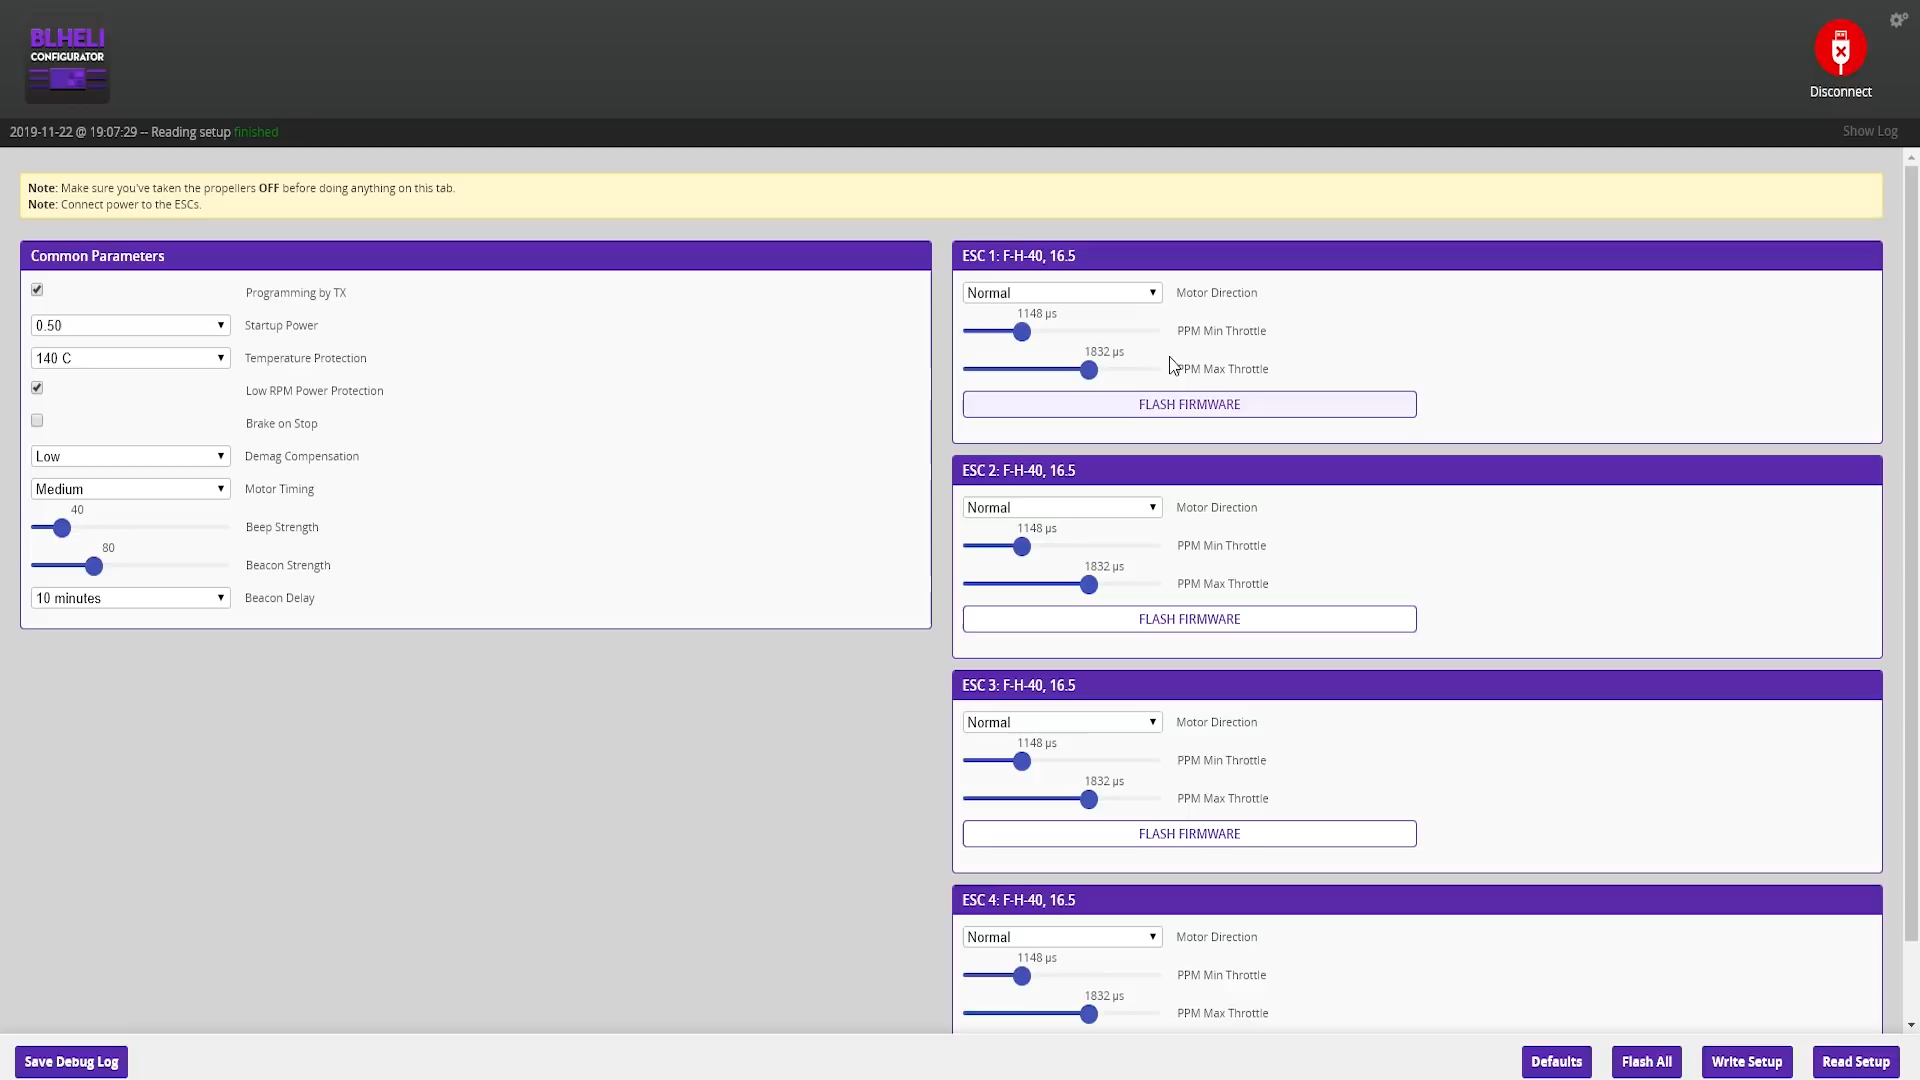 BLHELI
CONFIGURATOR
Disconnect
2019-11-22 @ 19:07:29 -- Reading setup finished
Show Log
Note: Make sure you've taken the propellers OFF before doing anything on this tab.
Note: Connect power to the ESCs.
Common Parameters
Programming by TX
0.50 Startup Power
140 C Temperature Protection
Low RPM Power Protection
Brake on Stop
Low Demag Compensation
Medium Motor Timing
40
Beep Strength
80
Beacon Strength
10 minutes Beacon Delay
ESC 1: F-H-40, 16.5
Normal Motor Direction
1148 µs
PPM Min Throttle
1832 µs
PPM Max Throttle
FLASH FIRMWARE
ESC 2: F-H-40, 16.5
Normal Motor Direction
1148 µs
PPM Min Throttle
1832 µs
PPM Max Throttle
FLASH FIRMWARE
ESC 3: F-H-40, 16.5
Normal Motor Direction
1148 µs
PPM Min Throttle
1832 µs
PPM Max Throttle
FLASH FIRMWARE
ESC 4: F-H-40, 16.5
Normal Motor Direction
1148 µs
PPM Min Throttle
1832 µs
PPM Max Throttle
Save Debug Log Defaults Flash All Write Setup Read Setup